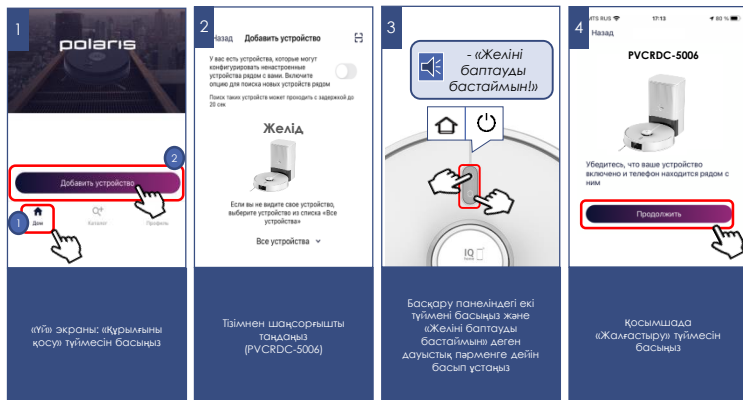 1
polaris
2
Добавить устройство
1
Дом
Каталог
Профиль
«Үй» экраны: «Құрылғыны
қосу» түймесін басыңыз
2
Назад
Добавить устройство
У вас есть устройства, которые могут
конфигурировать ненастроенные
устройства рядом с вами. Включите
опцию для поиска новых устройств рядом
Поиск таких устройств может проходить с задержкой до
20 сек
Желід
Если вы не видите свое устройство,
выберите устройство из списка «Все
устройства»
Все устройства
Тізімнен шаңсорғышты
таңдаңыз
(PVCRDC-5006)
3
- «Желіні
баптауды
бастаймын!»
IQ
Басқару панеліндегі екі
түймені басыңыз және
«Желіні баптауды
бастаймын» деген
дауыстық пәрменге дейін
басып ұстаңыз
4
MTS RUS
17:13
80 %
Назад
PVCRDC-5006
Убедитесь, что ваше устройство
включено и телефон находится рядом с
ним
Продолжить
Қосымшада
«Жалғастыру» түймесін
басыңыз